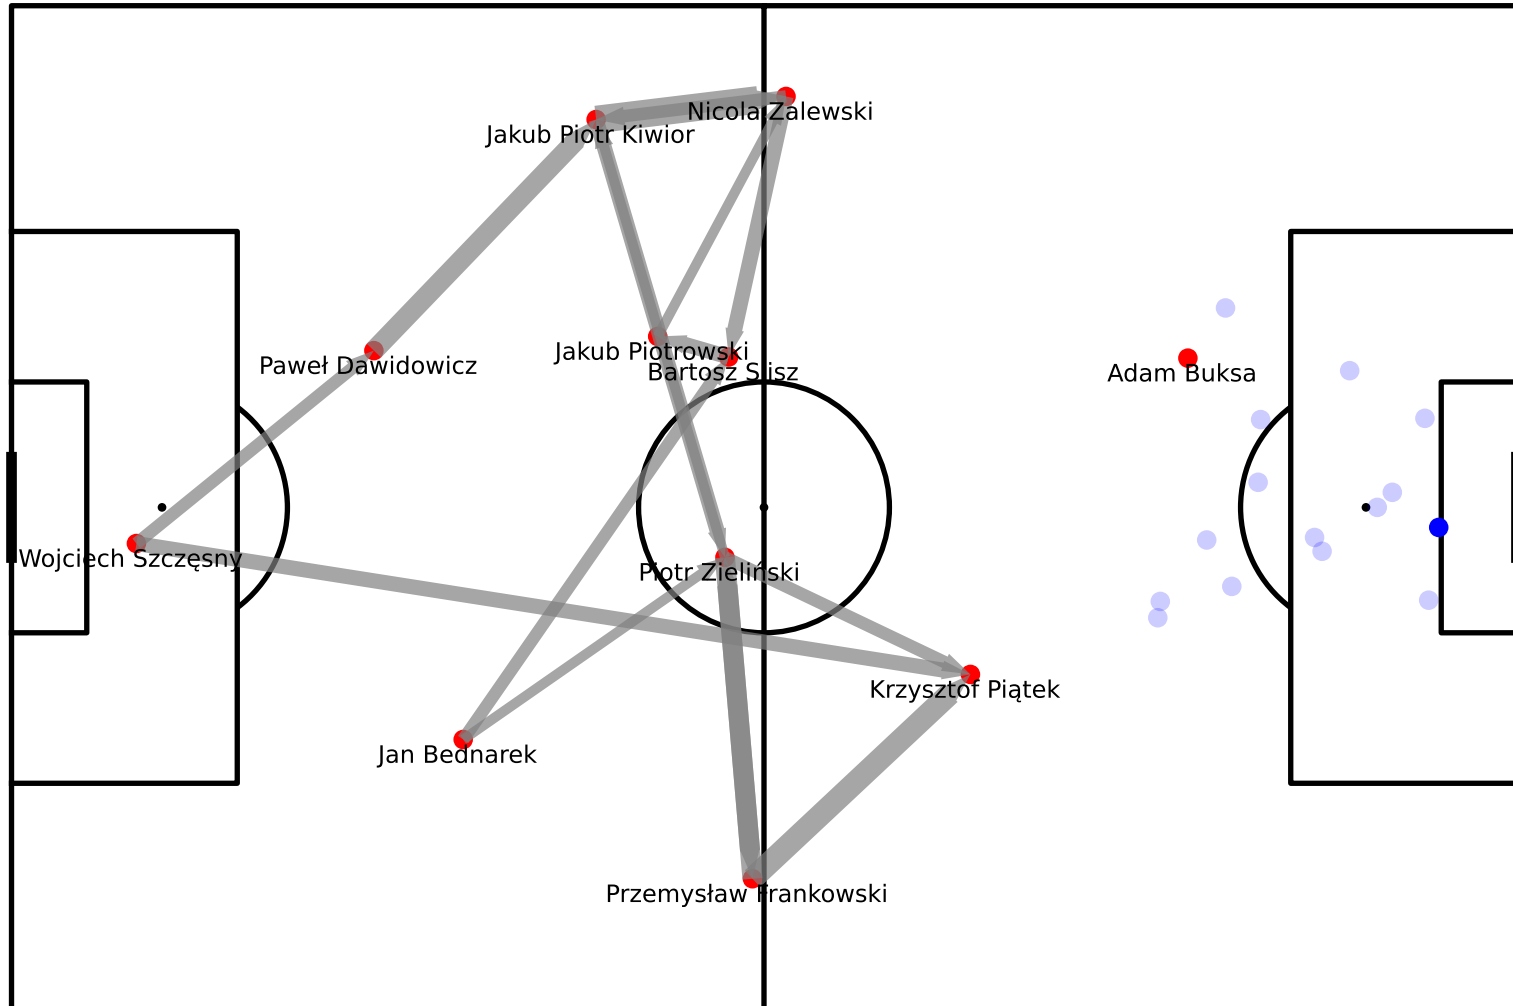 Nicola Zalewski
Jakub Piotr Kiwior
Jakub Piotrowski
Paweł Dawidowicz
Bartosz Slisz
Adam Buksa
Wojciech Szczęsny
Piotr Zieliński
Krzysztof Piątek
Jan Bednarek
Przemysław Frankowski